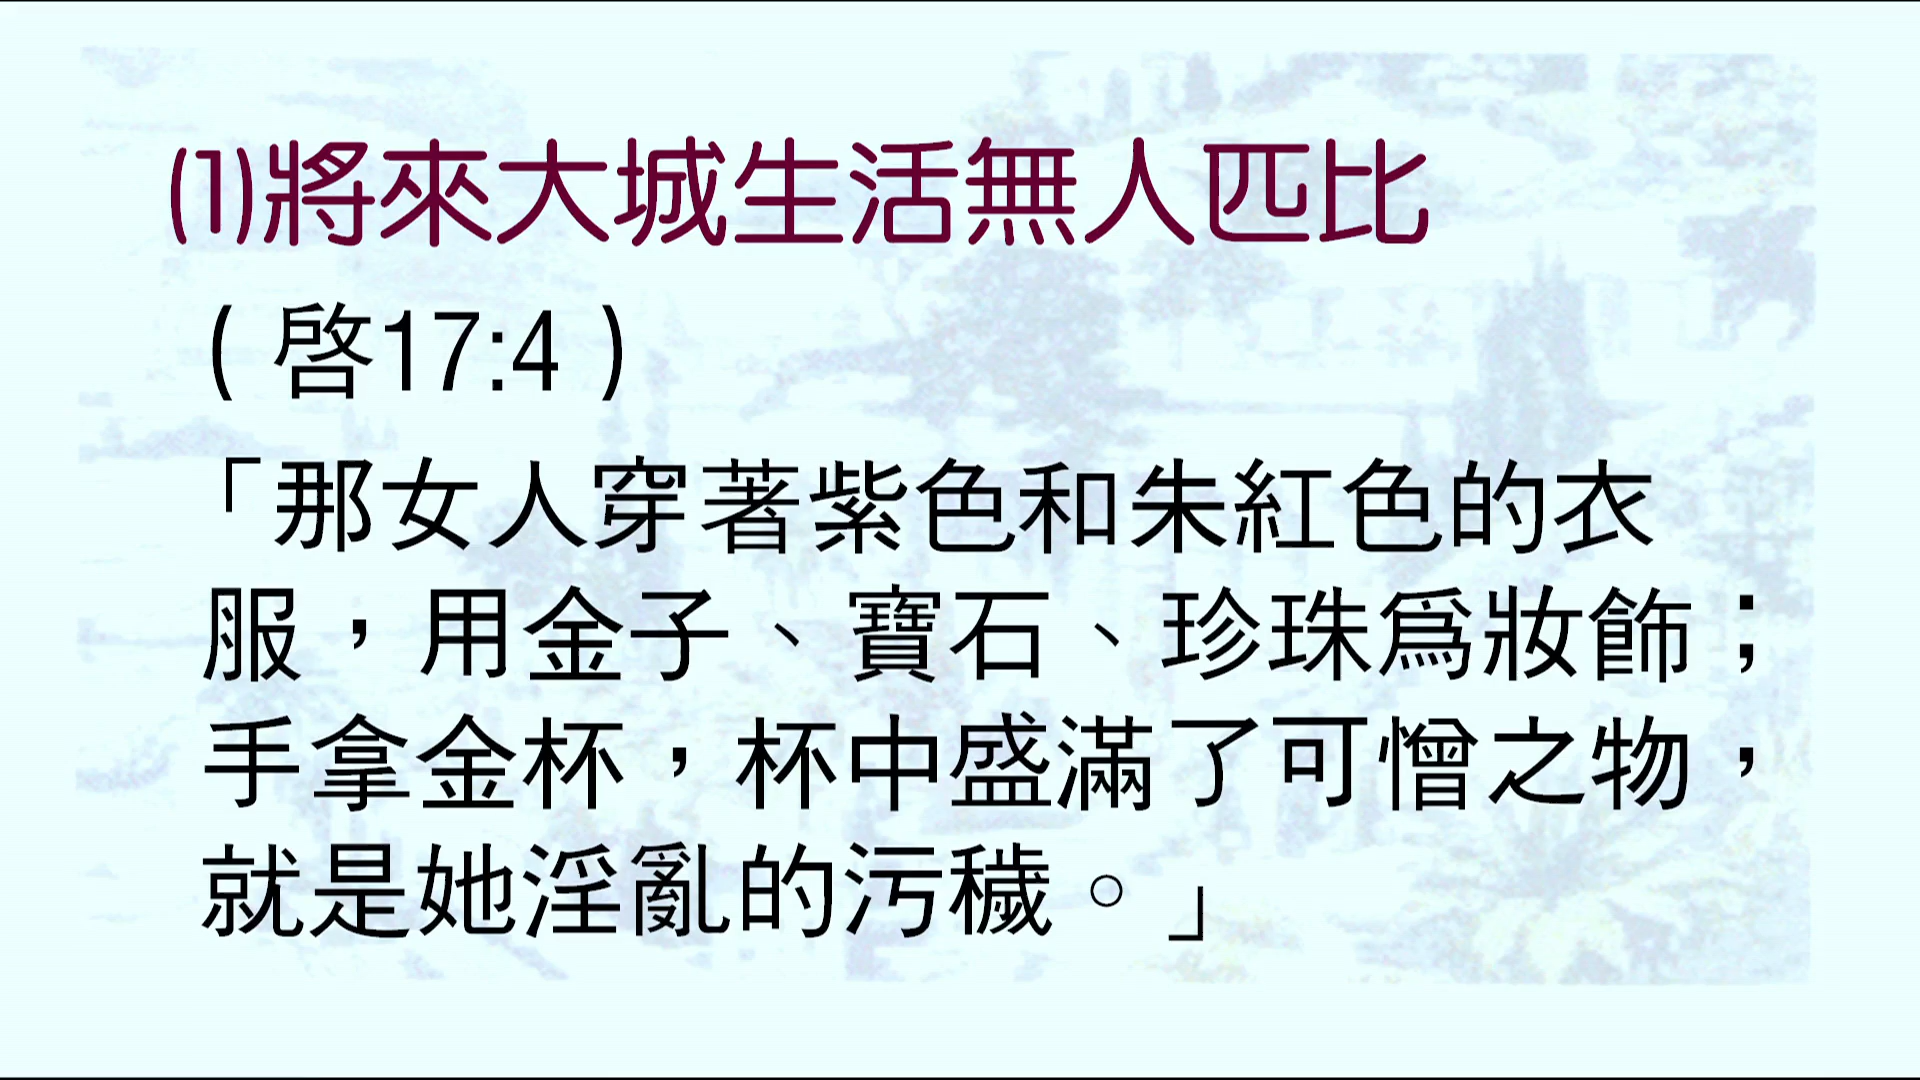 (1)將來大城生活無人匹比
（啓17:4）
「那女人穿著紫色和朱紅色的衣
服，用金子、寶石、珍珠爲妝飾；
手拿金杯，杯中盛滿了可憎之物，
就是她淫亂的污穢。」